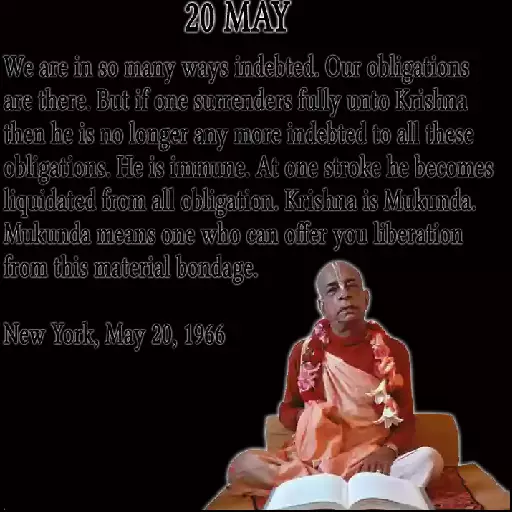 20 MAY
We are in so many ways indebted. Our obligations
are there. But if one surrenders fully unto Krishna
then he is no longer any more indebted to all these
obligations. He is immune. At one stroke he becomes
liquidated from all obligation. Krishna is Mukunda.
Mukunda means one who can offer you liberation
from this material bondage.
New York, May 20, 1966